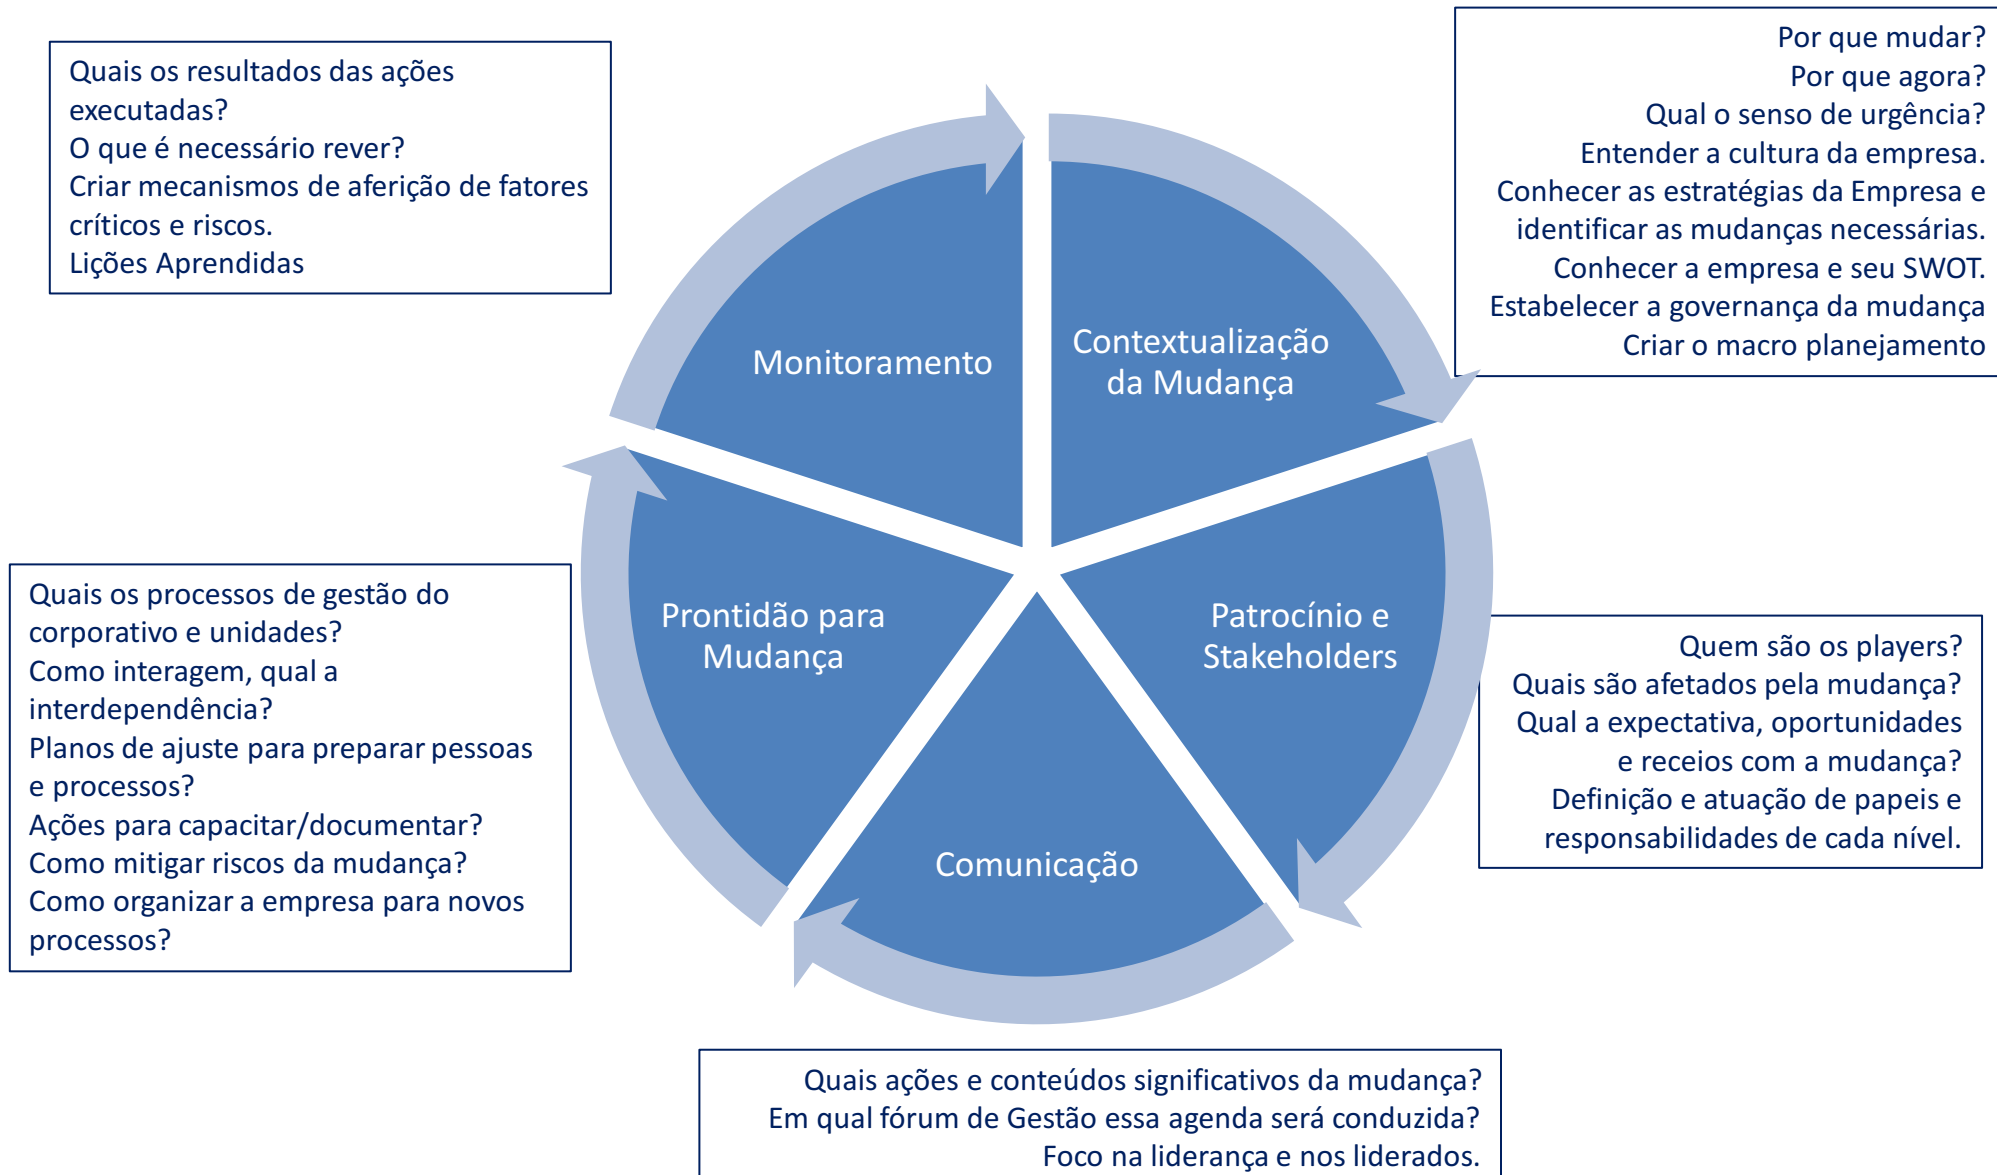 Quais os resultados das ações
executadas?
O que é necessário rever?
Criar mecanismos de aferição de fatores
críticos e riscos.
Lições Aprendidas
Por que mudar?
Por que agora?
Qual o senso de urgência?
Entender a cultura da empresa.
Conhecer as estratégias da Empresa e
identificar as mudanças necessárias.
Conhecer a empresa e seu SWOT.
Estabelecer a governança da mudança
Criar o macro planejamento
Monitoramento
Contextualização
da Mudança
Prontidão para
Mudança
Patrocínio e
Stakeholders
Comunicação
Quais os processos de gestão do
corporativo e unidades?
Como interagem, qual a
interdependência?
Planos de ajuste para preparar pessoas
e processos?
Ações para capacitar/documentar?
Como mitigar riscos da mudança?
Como organizar a empresa para novos
processos?
Quem são os players?
Quais são afetados pela mudança?
Qual a expectativa, oportunidades
e receios com a mudança?
Definição e atuação de papeis e
responsabilidades de cada nível.
Quais ações e conteúdos significativos da mudança?
Em qual fórum de Gestão essa agenda será conduzida?
Foco na liderança e nos liderados.